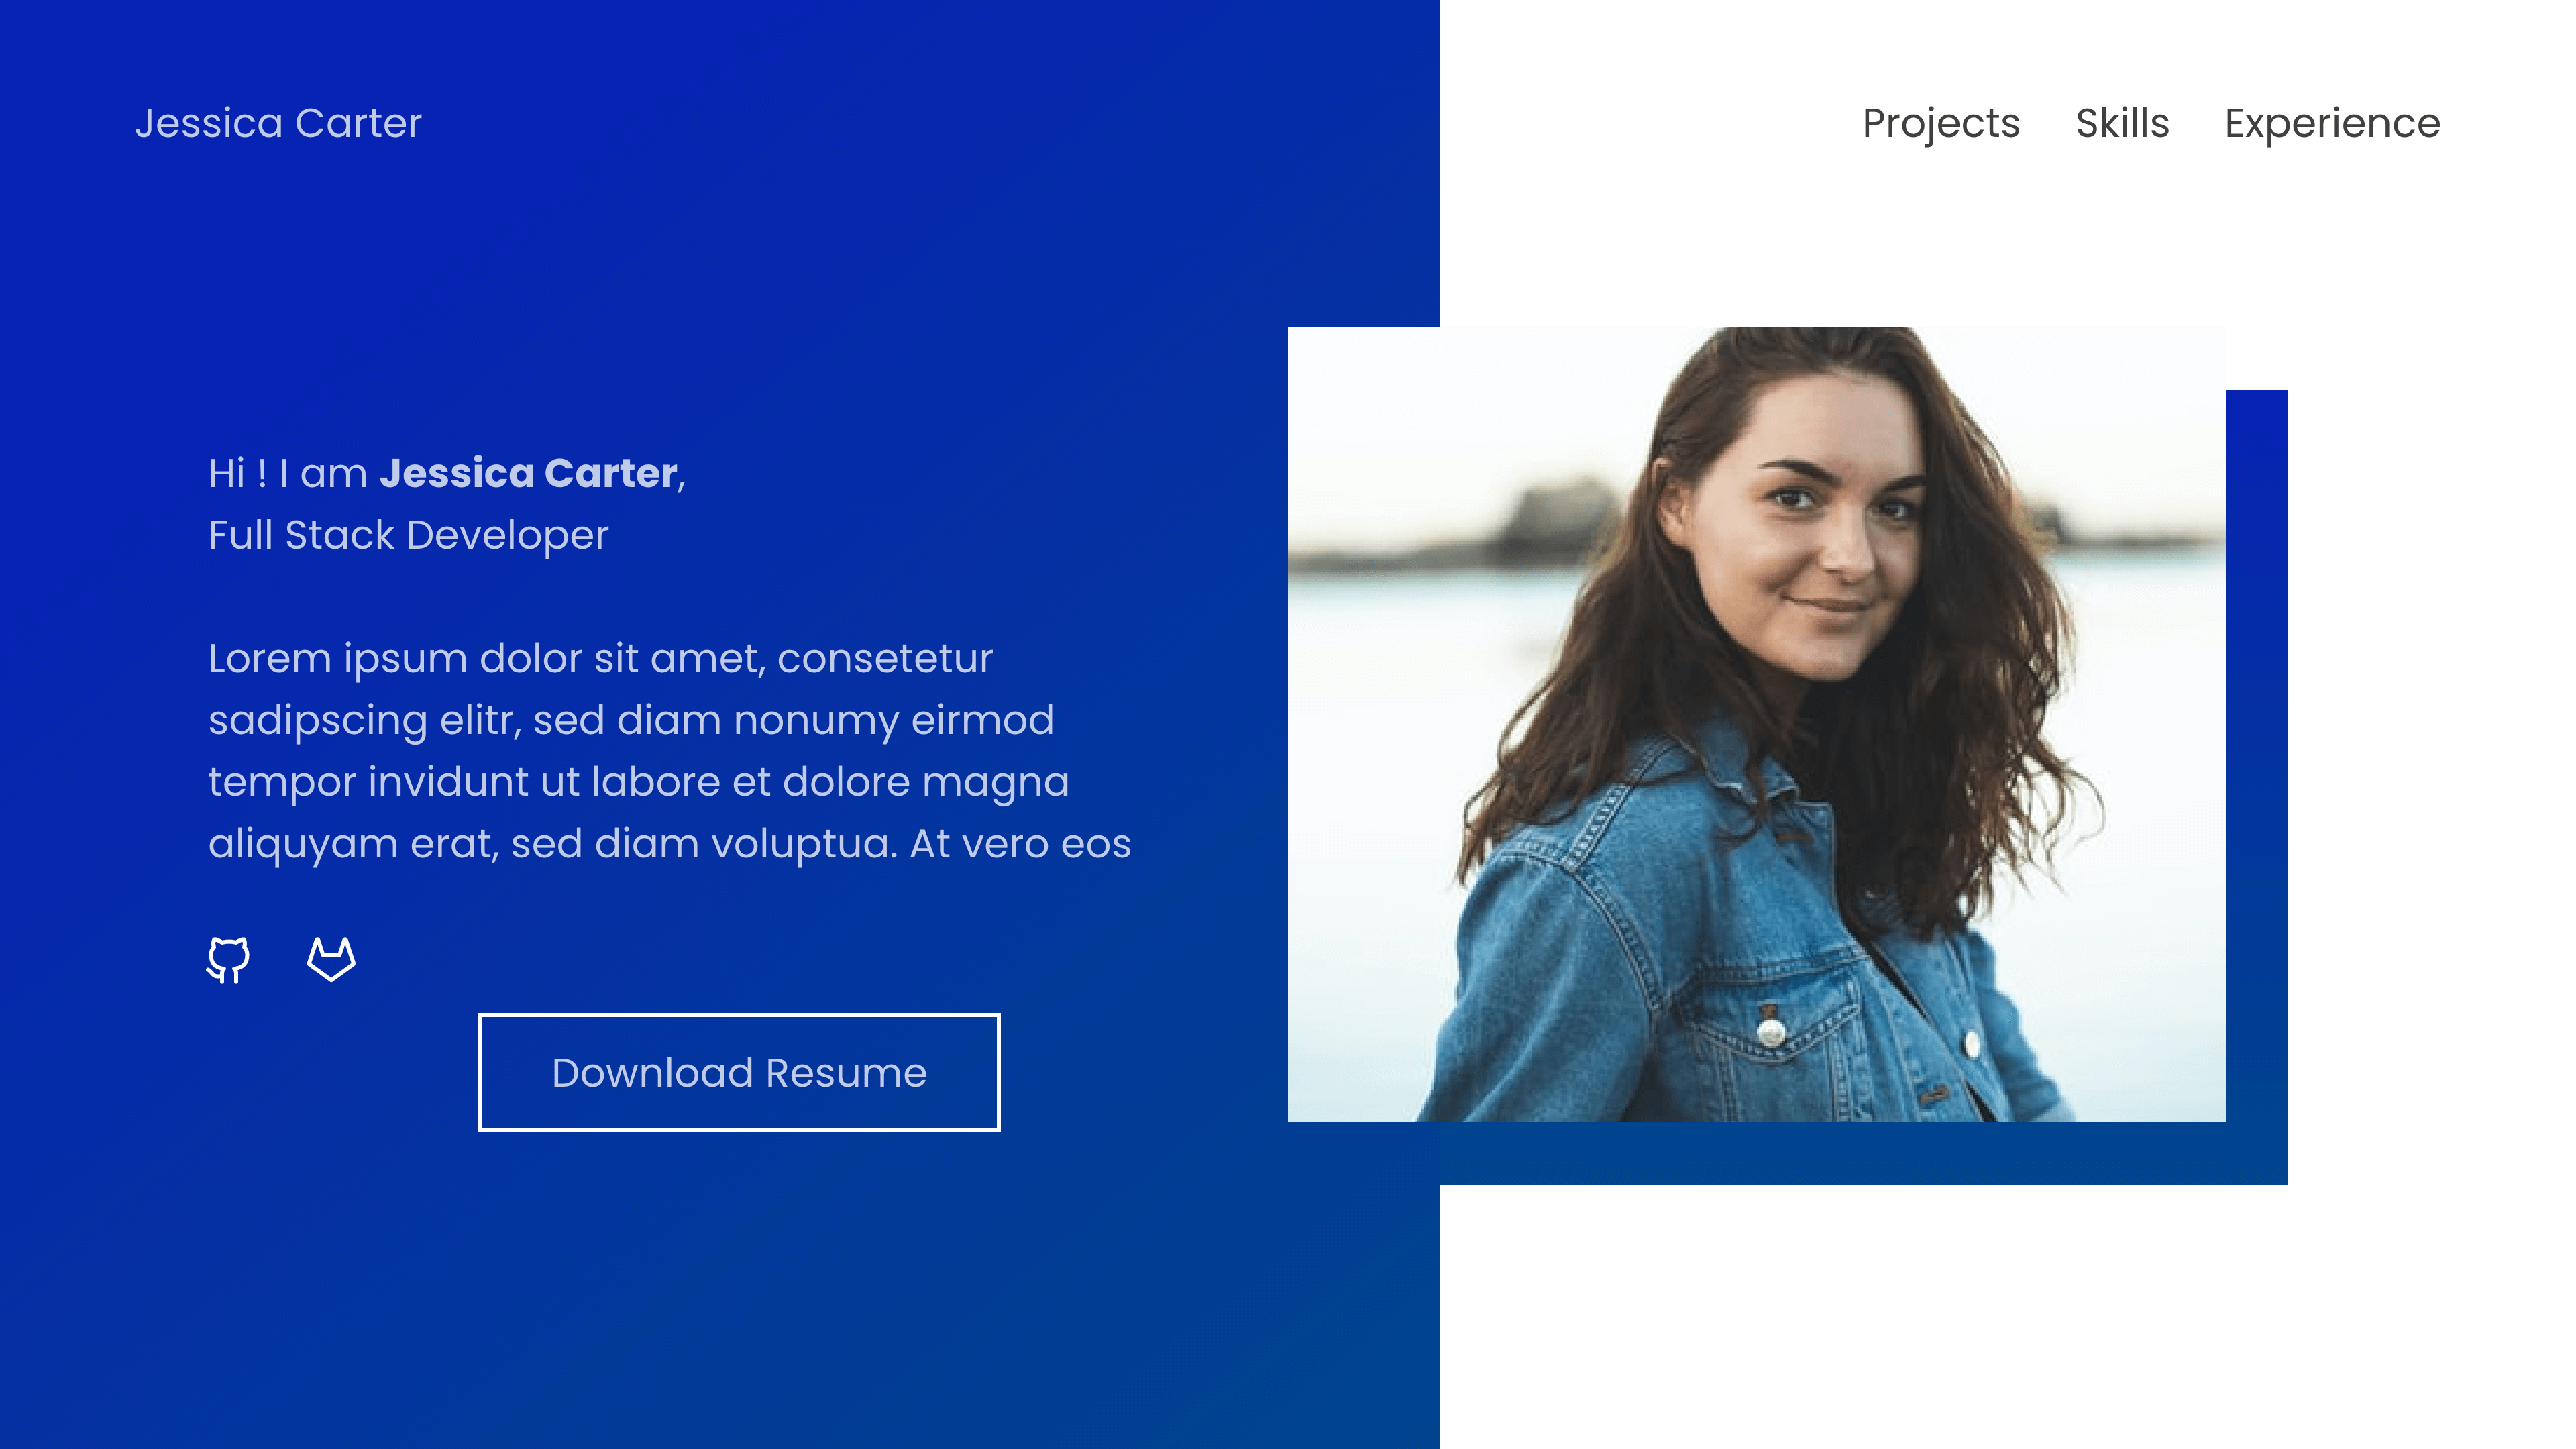 Jessica Carter
Projects Skills Experience
Hi ! I am Jessica Carter,
Full Stack Developer
Lorem ipsum dolor sit amet, consetetur
sadipscing elitr, sed diam nonumy eirmod
tempor invidunt ut labore et dolore magna
aliquyam erat, sed diam voluptua. At vero eos
Download Resume